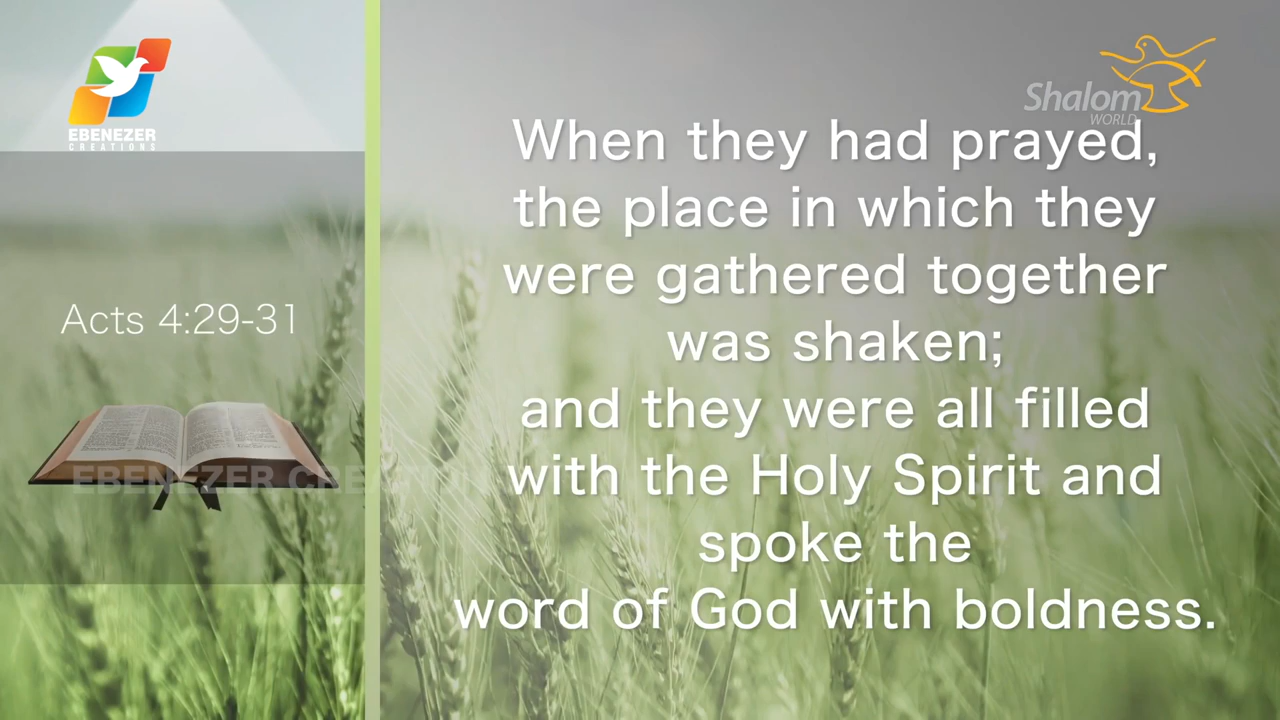 EBENEZER
CREATIONS
Shalom
WORLD
Acts 4:29-31
When they had prayed,
the place in which they
were gathered together
was shaken;
and they were all filled
with the Holy Spirit and
spoke the
word of God with boldness.